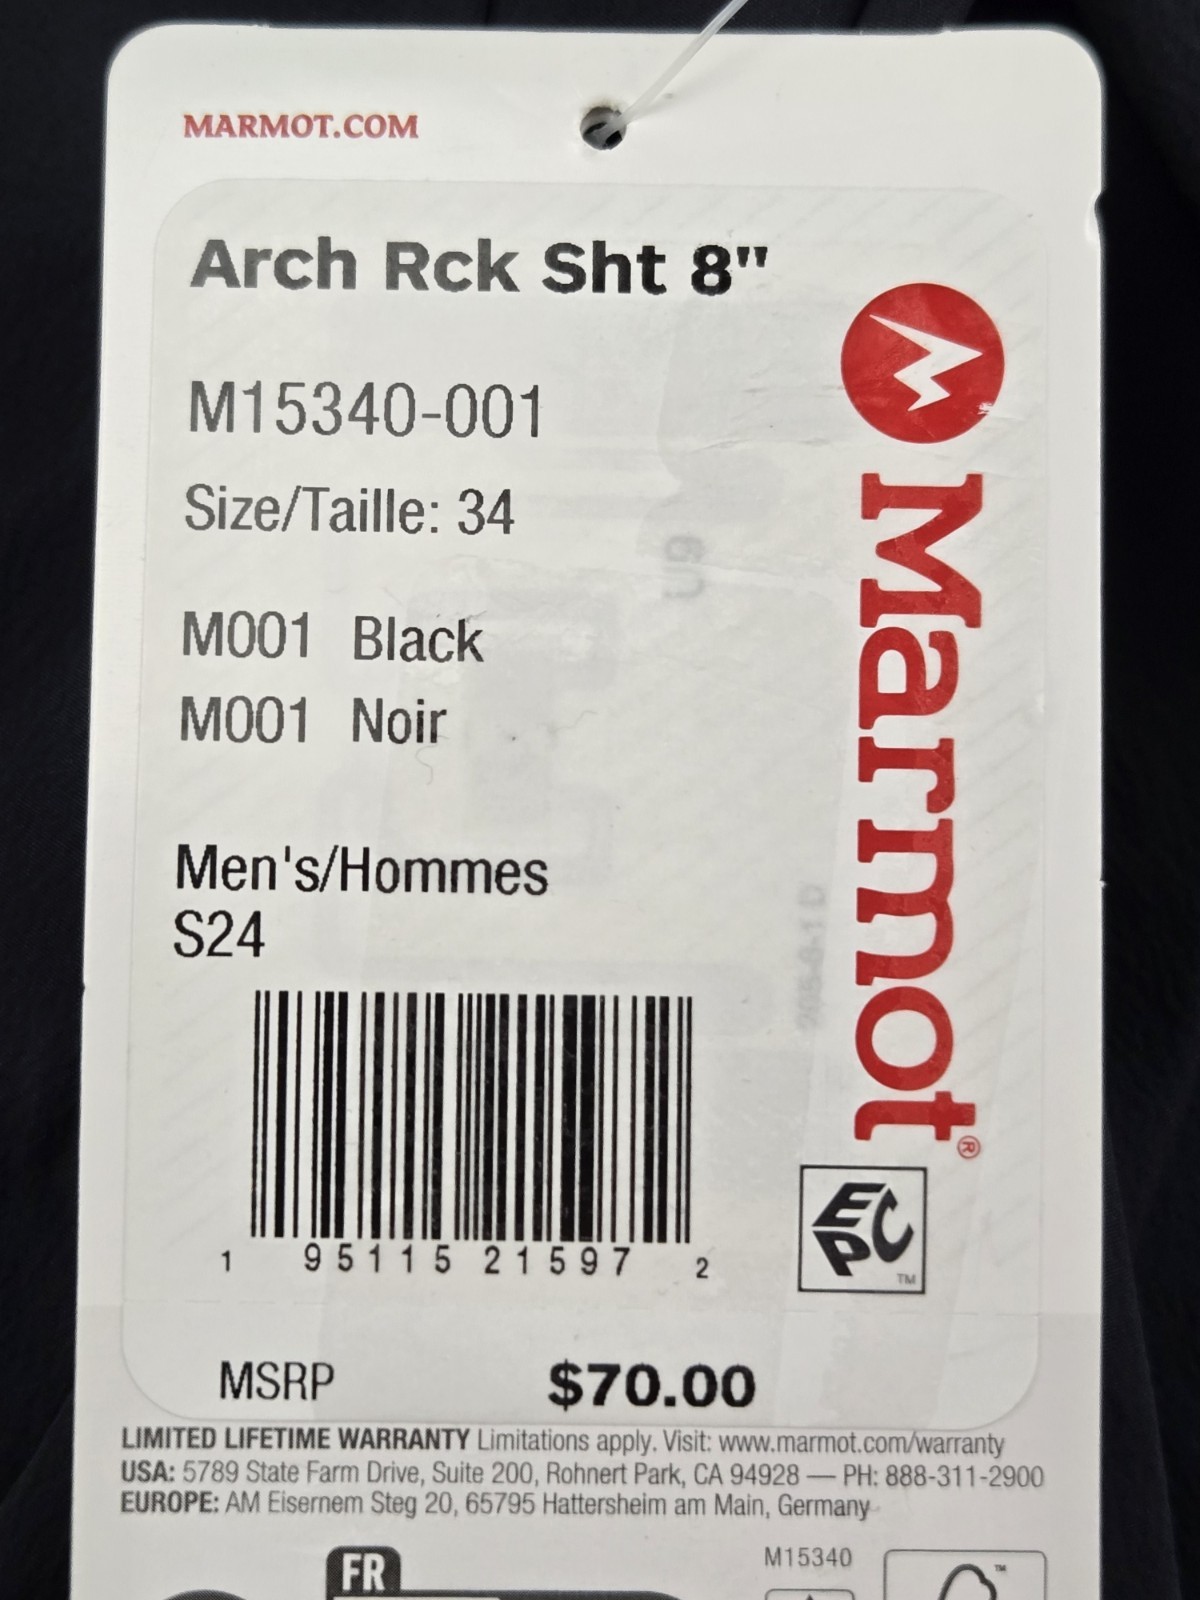 MARMOT.COM
Arch Rck Sht 8"
M15340-001
Size/Taille: 34
M001 Black
M001 Noir
Men's/Hommes
S24
1 95115 21597 2
Marmot®
EPC™
MSRP $70.00
LIMITED LIFETIME WARRANTY Limitations apply. Visit: www.marmot.com/warranty
USA: 5789 State Farm Drive, Suite 200, Rohnert Park, CA 94928 — PH: 888-311-2900
EUROPE: AM Eisernem Steg 20, 65795 Hattersheim am Main, Germany
FR
M15340
™